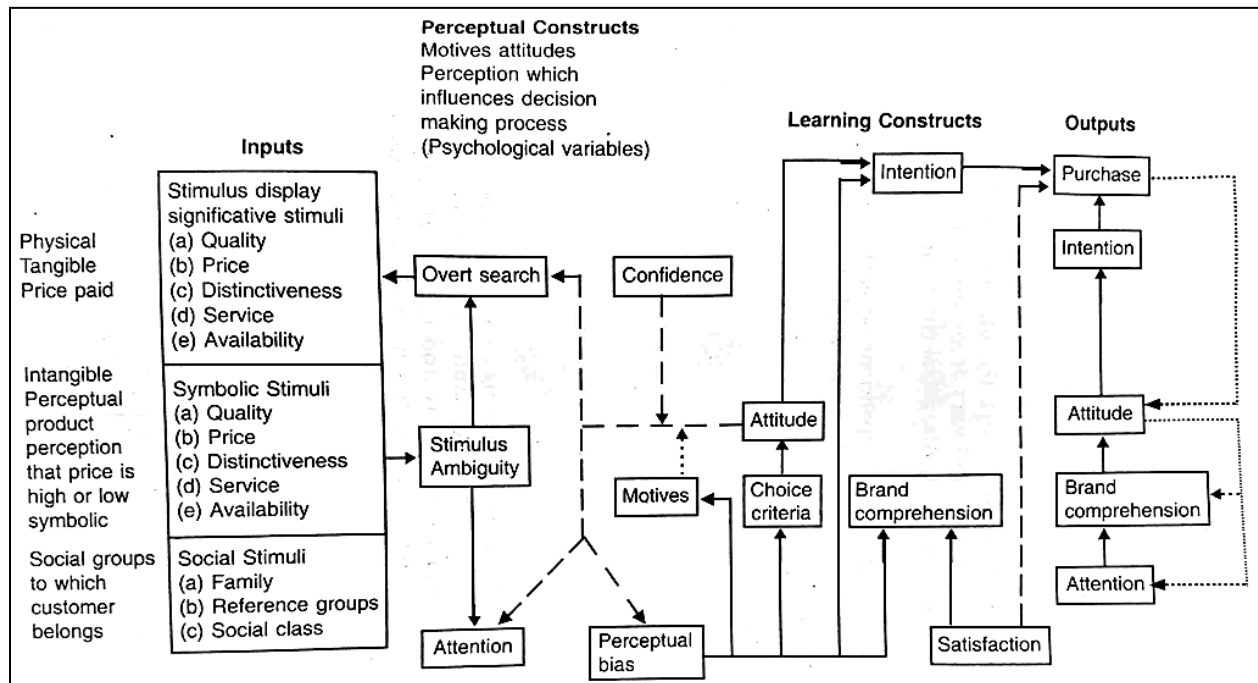 Perceptual Constructs
Motives attitudes
Perception which
influences decision
making process
(Psychological variables)
Learning Constructs
Outputs
Inputs
Physical
Tangible
Price paid
Stimulus display
significative stimuli
(a) Quality
(b) Price
(c) Distinctiveness
(d) Service
(e) Availability
Intangible
Perceptual
product
perception
that price is
high or low
symbolic
Symbolic Stimuli
(a) Quality
(b) Price
(c) Distinctiveness
(d) Service
(e) Availability
Social groups
to which
customer
belongs
Social Stimuli
(a) Family
(b) Reference groups
(c) Social class
Overt search
Stimulus
Ambiguity
Attention
Confidence
Motives
Perceptual
bias
Attitude
Choice
criteria
Intention
Brand
comprehension
Satisfaction
Purchase
Intention
Attitude
Brand
comprehension
Attention